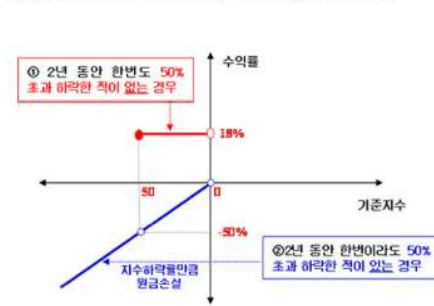 수익률
① 2년 동안 한번도 50%
초과 하락한 적이 없는 경우
18%
50
0
기준지수
-50%
②2년 동안 한번이라도 50%
초과 하락한 적이 있는 경우
지수하락률만큼
원금손실